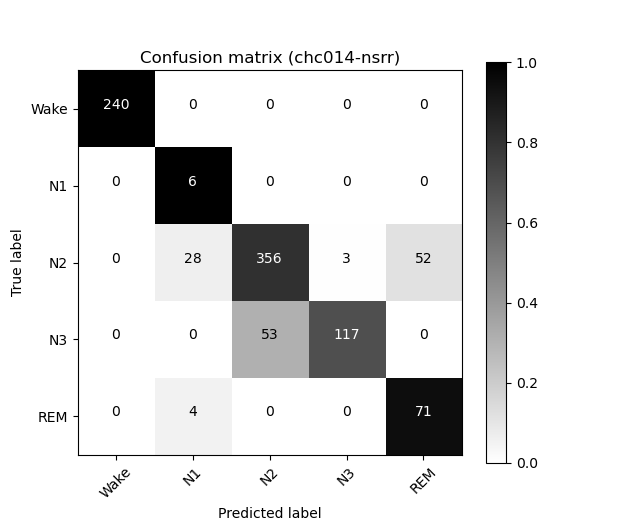 Confusion matrix (chc014-nsrr)
True label
Wake 240 0 0 0 0
N1 0 6 0 0 0
N2 0 28 356 3 52
N3 0 0 53 117 0
REM 0 4 0 0 71
Wake N1 N2 N3 REM
Predicted label
1.0
0.8
0.6
0.4
0.2
0.0